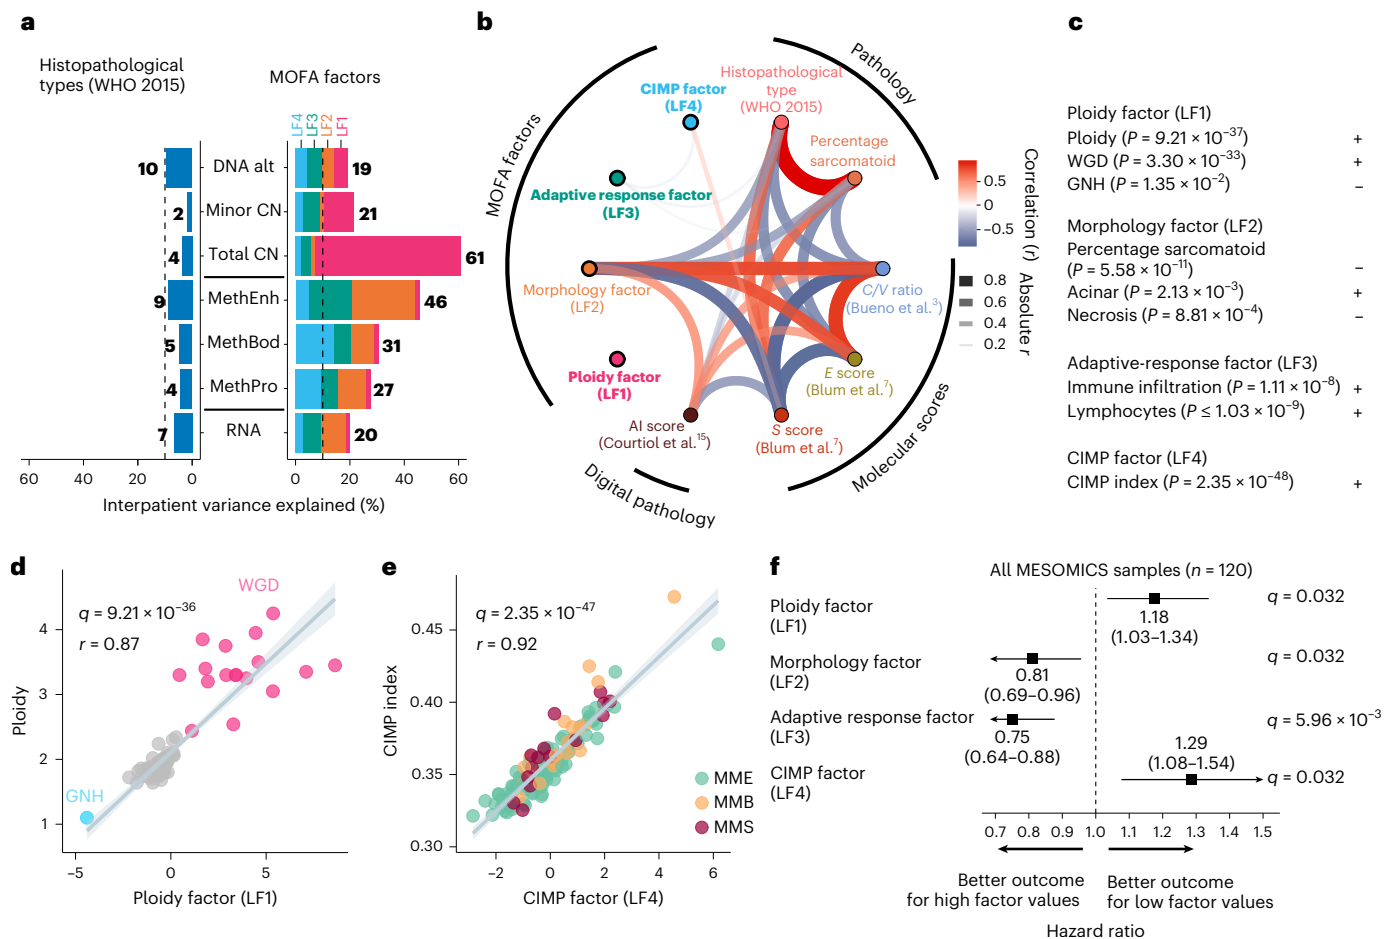 a
Histopathological
types (WHO 2015)
MOFA factors
LF4
LF3
LF2
LF1
10
DNA alt
19
2
Minor CN
21
4
Total CN
61
9
MethEnh
46
5
MethBod
31
4
MethPro
27
7
RNA
20
60
40
20
0
0
20
40
60
Interpatient variance explained (%)
b
MOFA factors
Pathology
Molecular scores
Digital pathology
CIMP factor
(LF4)
Histopathological
type
(WHO 2015)
Percentage
sarcomatoid
Adaptive response factor
(LF3)
Morphology factor
(LF2)
C/V ratio
(Bueno et al.³)
Ploidy factor
(LF1)
E score
(Blum et al.⁷)
AI score
(Courtiol et al.¹⁵)
S score
(Blum et al.⁷)
Correlation (r)
0.5
0
−0.5
Absolute r
0.8
0.6
0.4
0.2
c
Ploidy factor (LF1)
Ploidy (P = 9.21 × 10⁻³⁷) +
WGD (P = 3.30 × 10⁻³³) +
GNH (P = 1.35 × 10⁻²) −
Morphology factor (LF2)
Percentage sarcomatoid
(P = 5.58 × 10⁻¹¹) −
Acinar (P = 2.13 × 10⁻³) +
Necrosis (P = 8.81 × 10⁻⁴) −
Adaptive-response factor (LF3)
Immune infiltration (P = 1.11 × 10⁻⁸) +
Lymphocytes (P ≤ 1.03 × 10⁻⁹) +
CIMP factor (LF4)
CIMP index (P = 2.35 × 10⁻⁴⁸) +
d
WGD
q = 9.21 × 10⁻³⁶
r = 0.87
GNH
Ploidy
4
3
2
1
−5
0
5
Ploidy factor (LF1)
e
q = 2.35 × 10⁻⁴⁷
r = 0.92
CIMP index
0.45
0.40
0.35
0.30
MME
MMB
MMS
−2
0
2
4
6
CIMP factor (LF4)
f
All MESOMICS samples (n = 120)
Ploidy factor
(LF1)
1.18
(1.03–1.34)
q = 0.032
Morphology factor
(LF2)
0.81
(0.69–0.96)
q = 0.032
Adaptive response factor
(LF3)
0.75
(0.64–0.88)
q = 5.96 × 10⁻³
CIMP factor
(LF4)
1.29
(1.08–1.54)
q = 0.032
0.7
0.8
0.9
1.0
1.1
1.2
1.3
1.4
1.5
Better outcome
for high factor values
Better outcome
for low factor values
Hazard ratio